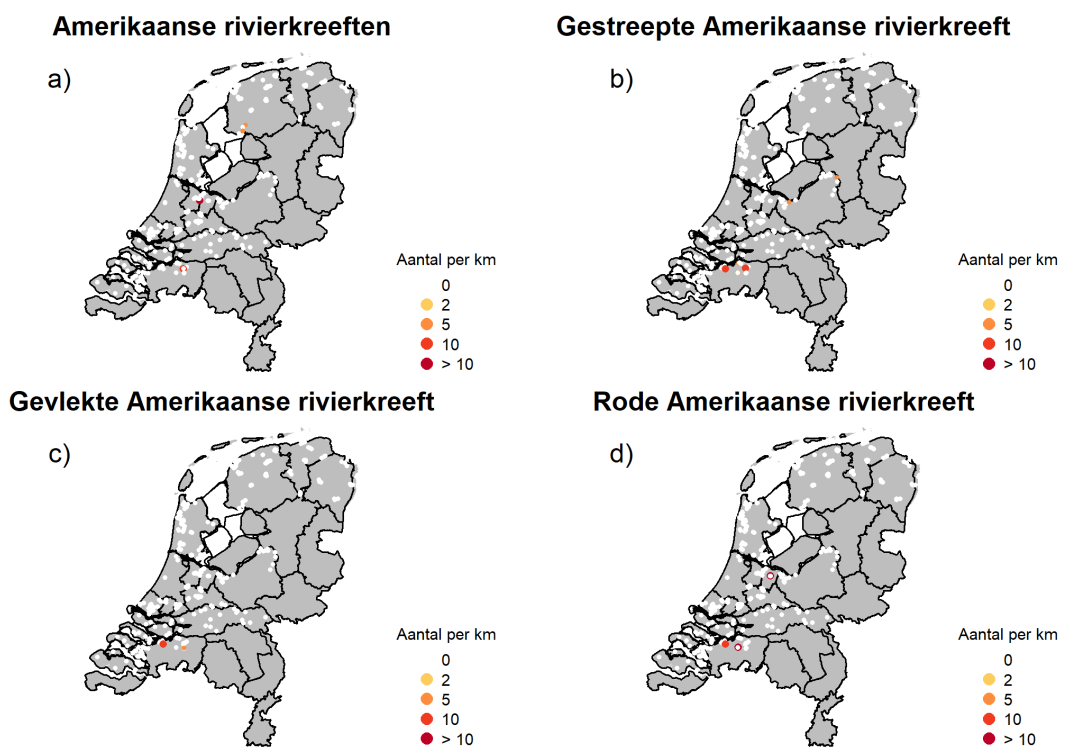 Amerikaanse rivierkreeften
a)
Aantal per km
0
2
5
10
> 10
Gestreepte Amerikaanse rivierkreeft
b)
Aantal per km
0
2
5
10
> 10
Gevlekte Amerikaanse rivierkreeft
c)
Aantal per km
0
2
5
10
> 10
Rode Amerikaanse rivierkreeft
d)
Aantal per km
0
2
5
10
> 10